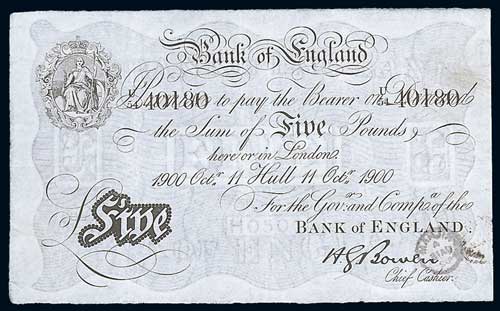 Bank of England
I Promise to pay the Bearer on Demand
U/54 40180 U/54 40180
the Sum of Five Pounds
here or in London.
1900 Octr. 11 Hull 11 Octr. 1900
For the Govr. and Compa. of the
BANK OF ENGLAND.
Five
H G Bowen
Chief Cashier.